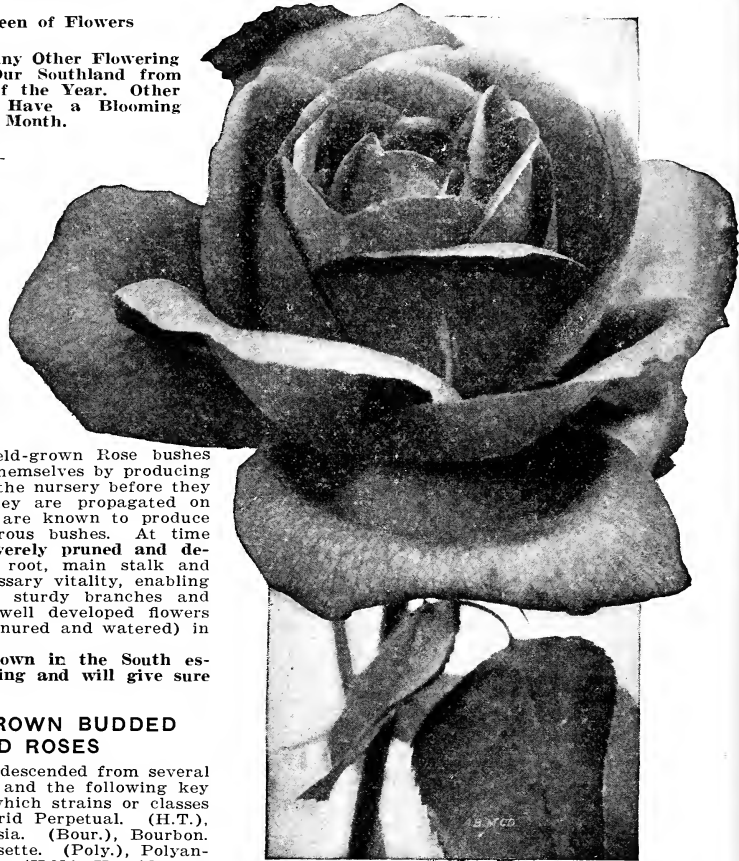 een of Flowers
ny Other Flowering
Our Southland from
f the Year. Other
Have a Blooming
Month.
eld-grown Rose bushes
hemselves by producing
the nursery before they
ey are propagated on
are known to produce
rous bushes. At time
verely pruned and de-
root, main stalk and
ssary vitality, enabling
sturdy branches and
well developed flowers
nured and watered) in
own in the South es-
ing and will give sure
ROWN BUDDED
D ROSES
descended from several
and the following key
which strains or classes
rid Perpetual. (H.T.),
sia. (Bour.), Bourbon.
sette. (Poly.), Polyan-